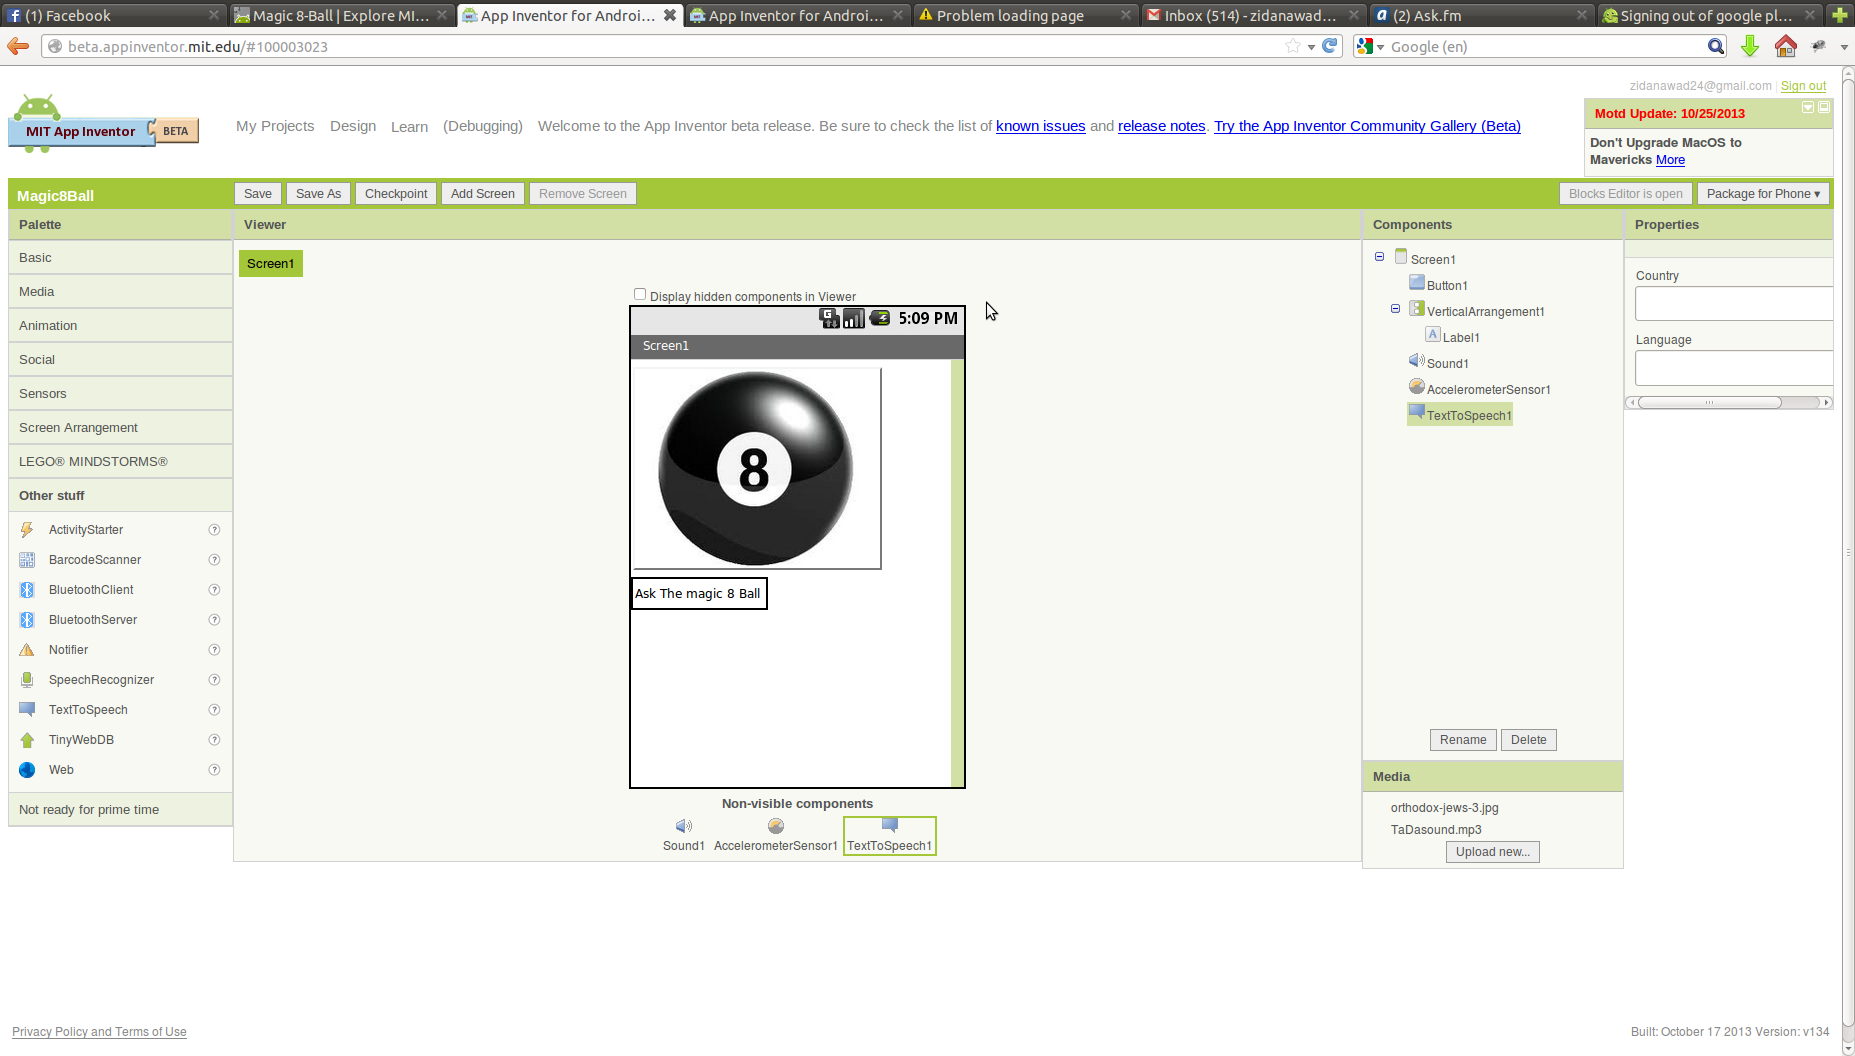 (1) Facebook
Magic 8-Ball | Explore MI...
App Inventor for Androi...
App Inventor for Androi...
Problem loading page
Inbox (514) - zidanawad...
(2) Ask.fm
Signing out of google pl...
beta.appinventor.mit.edu/#100003023
Google (en)
zidanawad24@gmail.com | Sign out
MIT App Inventor BETA
My Projects Design Learn (Debugging) Welcome to the App Inventor beta release. Be sure to check the list of known issues and release notes. Try the App Inventor Community Gallery (Beta)
Motd Update: 10/25/2013
Don't Upgrade MacOS to
Mavericks More
Magic8Ball
Save Save As Checkpoint Add Screen Remove Screen
Blocks Editor is open Package for Phone ▾
Palette
Basic
Media
Animation
Social
Sensors
Screen Arrangement
LEGO® MINDSTORMS®
Other stuff
ActivityStarter ?
BarcodeScanner ?
BluetoothClient ?
BluetoothServer ?
Notifier ?
SpeechRecognizer ?
TextToSpeech ?
TinyWebDB ?
Web ?
Not ready for prime time
Viewer
Screen1
Display hidden components in Viewer
5:09 PM
Screen1
8
Ask The magic 8 Ball
Non-visible components
Sound1
AccelerometerSensor1
TextToSpeech1
Components
Screen1
Button1
VerticalArrangement1
Label1
Sound1
AccelerometerSensor1
TextToSpeech1
Rename Delete
Media
orthodox-jews-3.jpg
TaDasound.mp3
Upload new...
Properties
Country
Language
Privacy Policy and Terms of Use
Built: October 17 2013 Version: v134